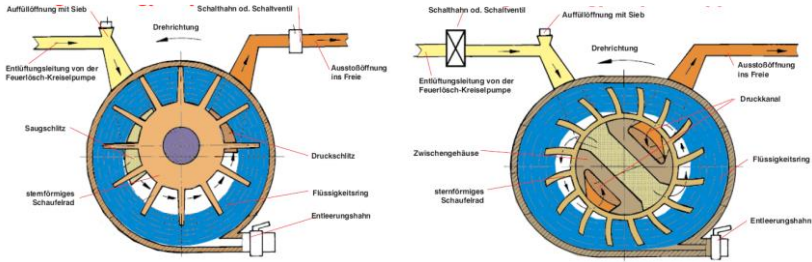 Auffüllöffnung mit Sieb
Schalthahn od. Schaltventil
Drehrichtung
Entlüftungsleitung von der
Feuerlösch-Kreiselpumpe
Ausstoßöffnung
ins Freie
Saugschlitz
Druckschlitz
sternförmiges
Schaufelrad
Flüssigkeitsring
Entleerungshahn
Schalthahn od. Schaltventil
Auffüllöffnung mit Sieb
Drehrichtung
Entlüftungsleitung von der
Feuerlösch-Kreiselpumpe
Ausstoßöffnung
ins Freie
Druckkanal
Zwischengehäuse
Flüssigkeitsring
sternförmiges
Schaufelrad
Entleerungshahn